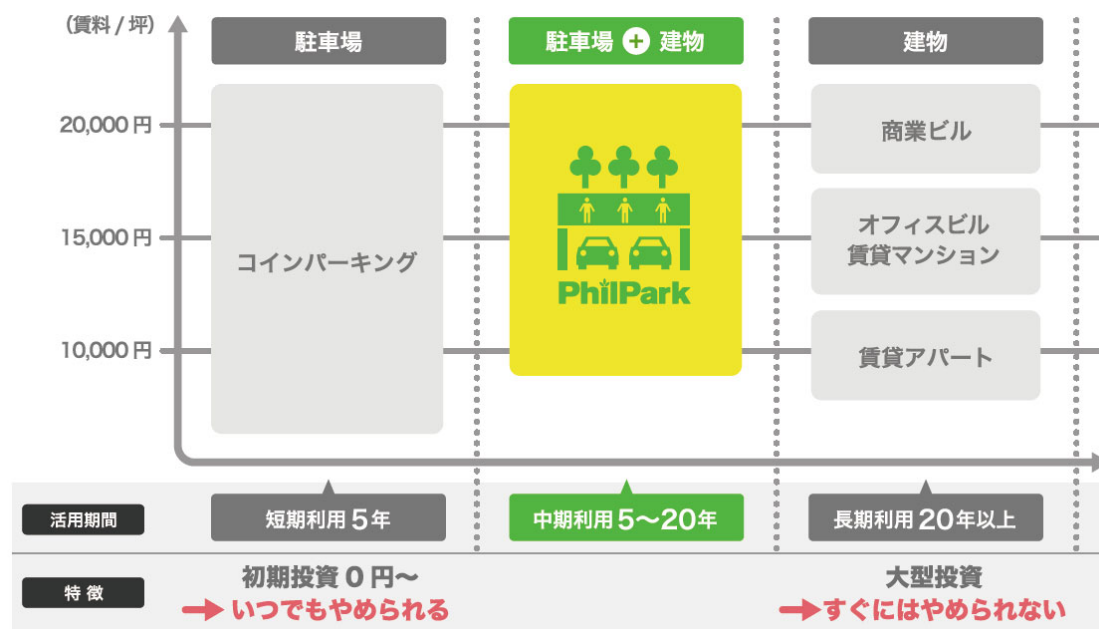 (賃料 / 坪)
駐車場
駐車場 + 建物
建物
20,000 円
15,000 円
10,000 円
コインパーキング
PhilPark
商業ビル
オフィスビル
賃貸マンション
賃貸アパート
活用期間
短期利用 5 年
中期利用 5〜20 年
長期利用 20 年以上
特 徴
初期投資 0 円〜
➡ いつでもやめられる
大型投資
➡ すぐにはやめられない